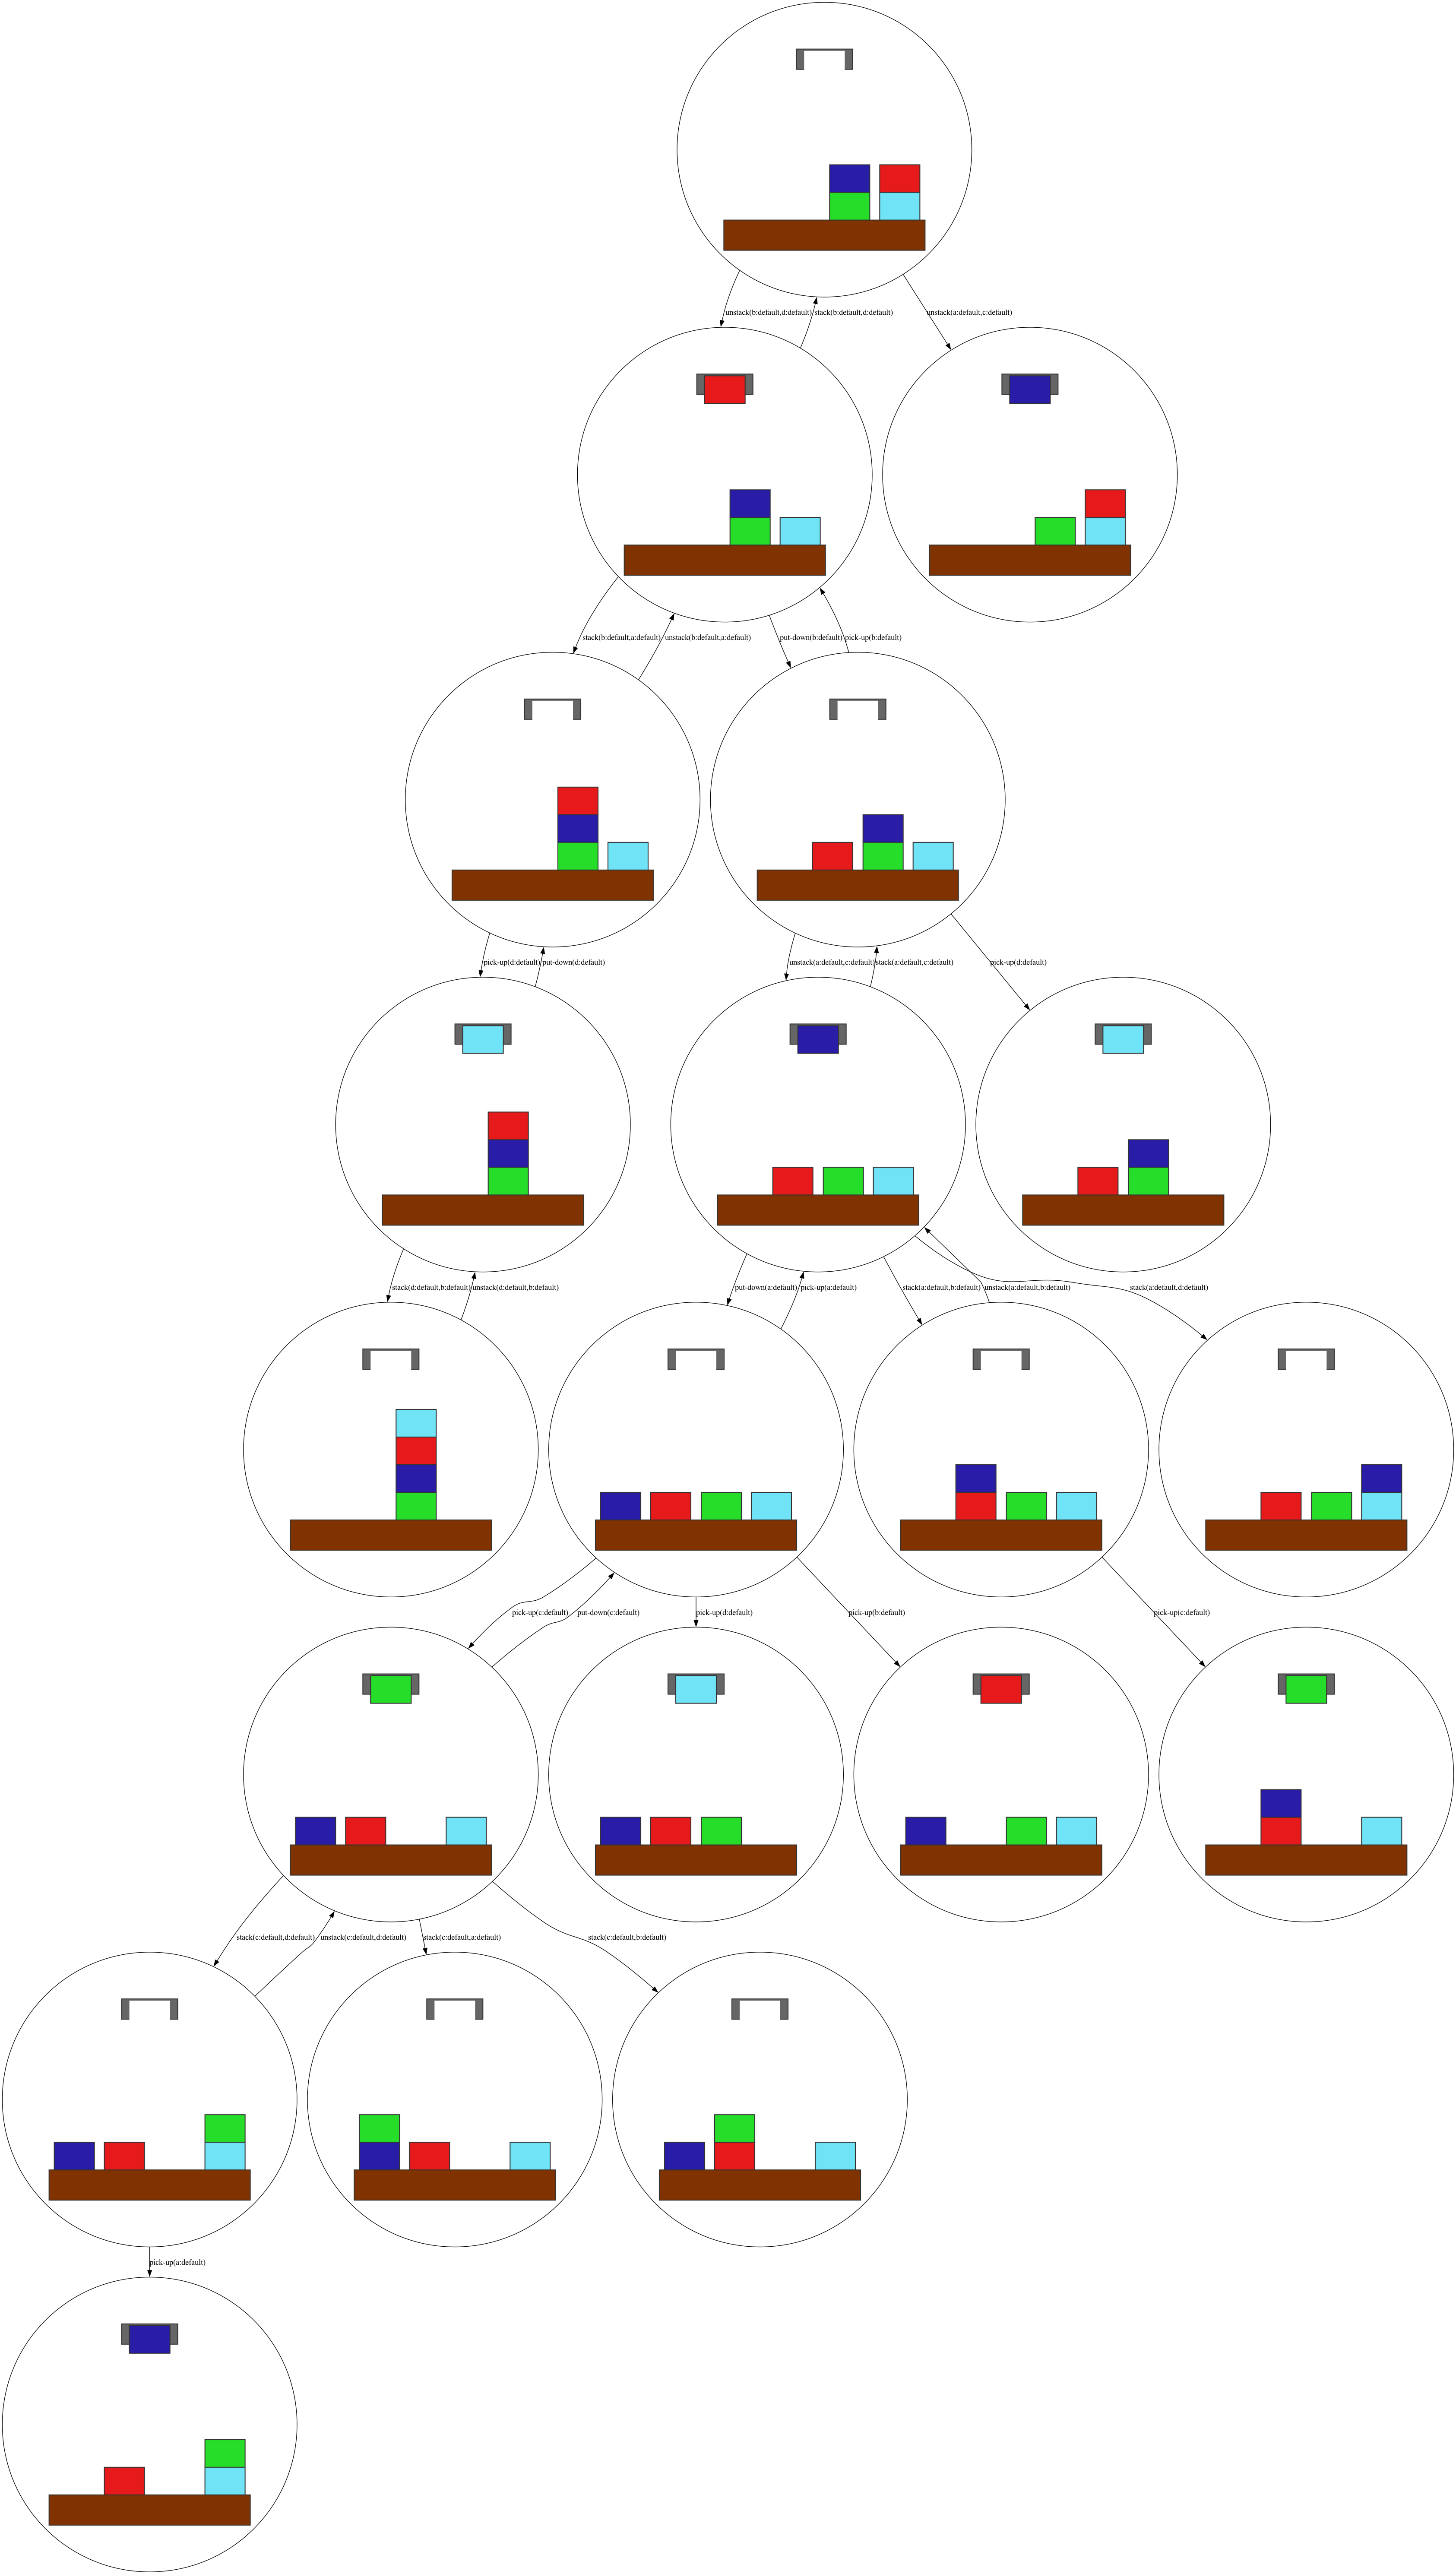 unstack(b:default,d:default)
stack(b:default,d:default)
unstack(a:default,c:default)
stack(b:default,a:default)
unstack(b:default,a:default)
put-down(b:default)
pick-up(b:default)
pick-up(d:default)
put-down(d:default)
unstack(a:default,c:default)
stack(a:default,c:default)
pick-up(d:default)
stack(d:default,b:default)
unstack(d:default,b:default)
put-down(a:default)
pick-up(a:default)
stack(a:default,b:default)
unstack(a:default,b:default)
stack(a:default,d:default)
pick-up(c:default)
put-down(c:default)
pick-up(d:default)
pick-up(b:default)
pick-up(c:default)
stack(c:default,d:default)
unstack(c:default,d:default)
stack(c:default,a:default)
stack(c:default,b:default)
pick-up(a:default)